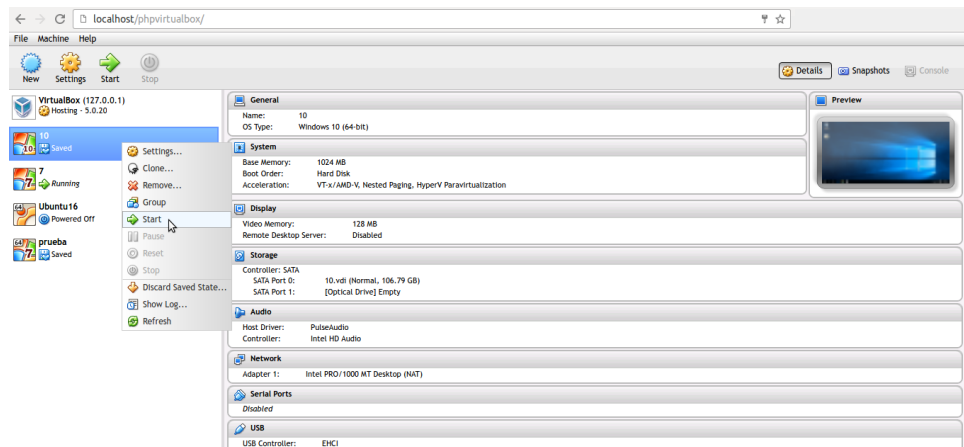 localhost/phpvirtualbox/
File Machine Help
New Settings Start Stop
Details Snapshots Console
VirtualBox (127.0.0.1)
Hosting - 5.0.20
10
10 Saved
7
7 Running
64 Ubuntu16
Powered Off
64 prueba
7 Saved
Settings...
Clone...
Remove...
Group
Start
Pause
Reset
Stop
Discard Saved State...
Show Log...
Refresh
General
Name: 10
OS Type: Windows 10 (64-bit)
System
Base Memory: 1024 MB
Boot Order: Hard Disk
Acceleration: VT-x/AMD-V, Nested Paging, HyperV Paravirtualization
Display
Video Memory: 128 MB
Remote Desktop Server: Disabled
Storage
Controller: SATA
SATA Port 0: 10.vdi (Normal, 106.79 GB)
SATA Port 1: [Optical Drive] Empty
Audio
Host Driver: PulseAudio
Controller: Intel HD Audio
Network
Adapter 1: Intel PRO/1000 MT Desktop (NAT)
Serial Ports
Disabled
USB
USB Controller: EHCI
Preview